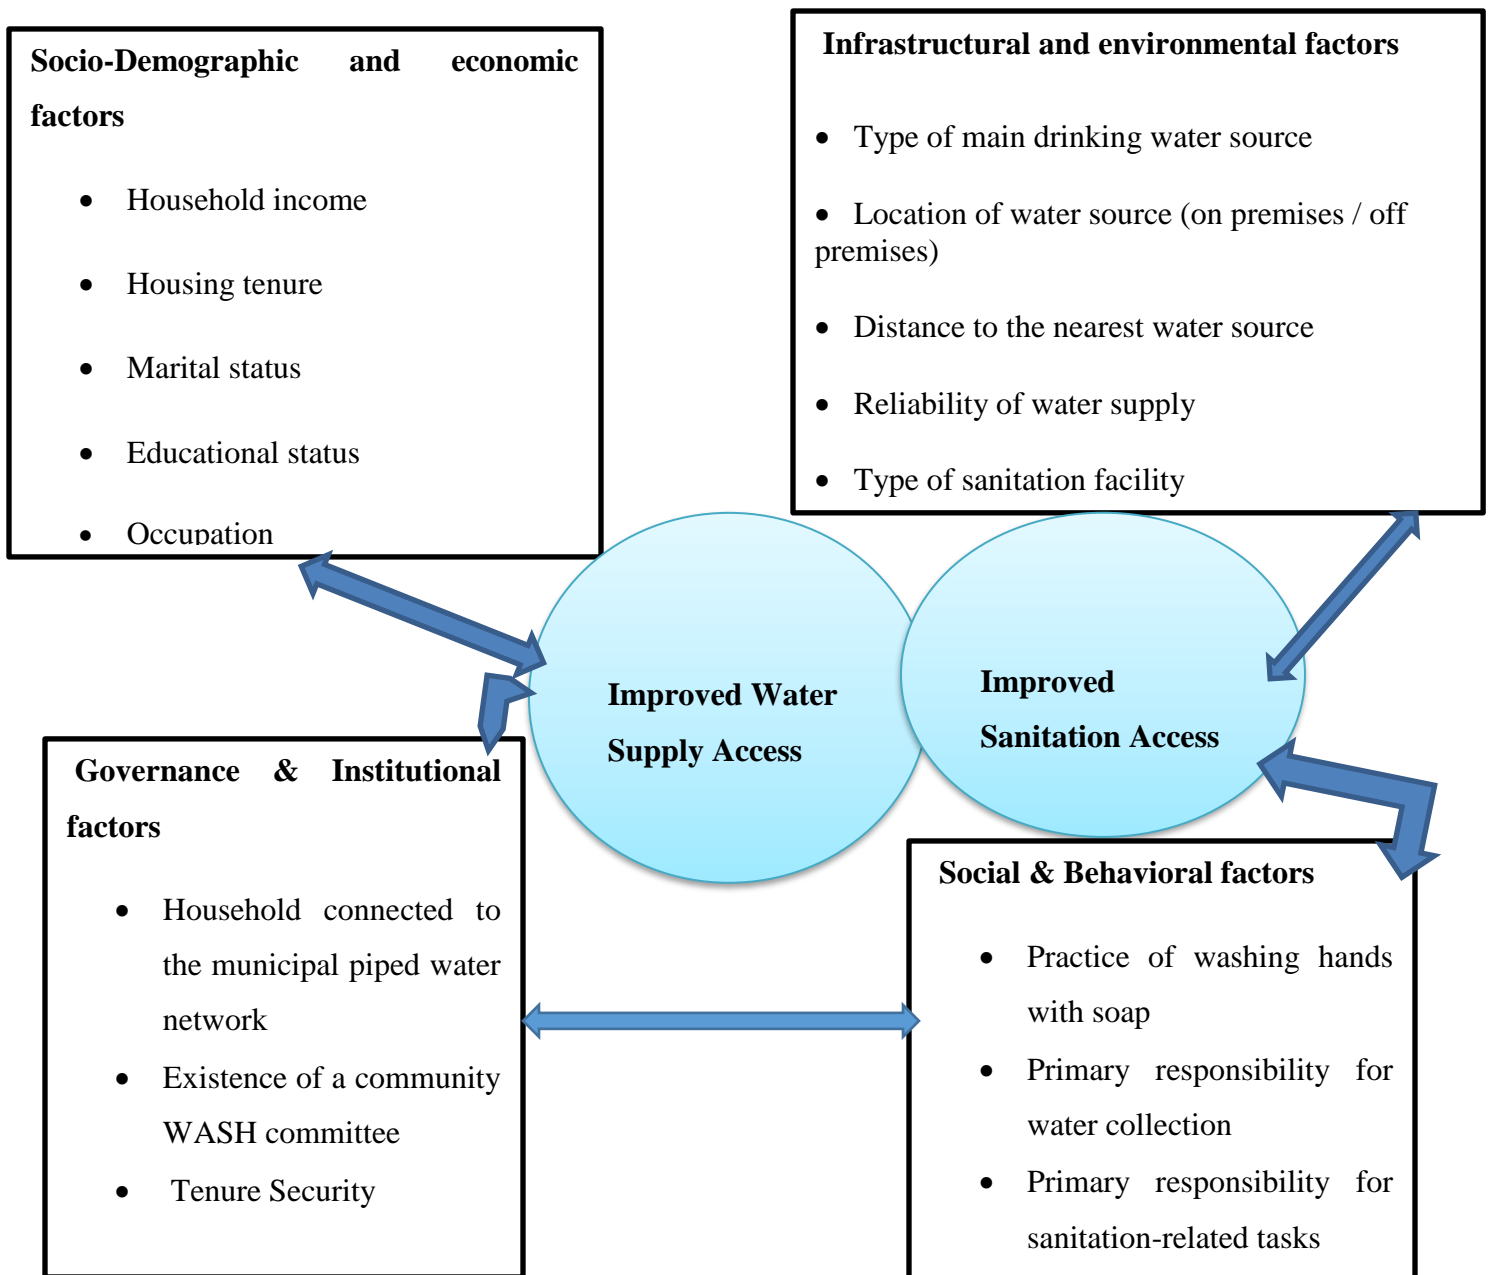 Socio-Demographic and economic
factors
• Household income
• Housing tenure
• Marital status
• Educational status
• Occupation
Infrastructural and environmental factors
• Type of main drinking water source
• Location of water source (on premises / off
premises)
• Distance to the nearest water source
• Reliability of water supply
• Type of sanitation facility
Improved Water
Supply Access
Improved
Sanitation Access
Governance & Institutional
factors
• Household connected to
the municipal piped water
network
• Existence of a community
WASH committee
• Tenure Security
Social & Behavioral factors
• Practice of washing hands
with soap
• Primary responsibility for
water collection
• Primary responsibility for
sanitation-related tasks